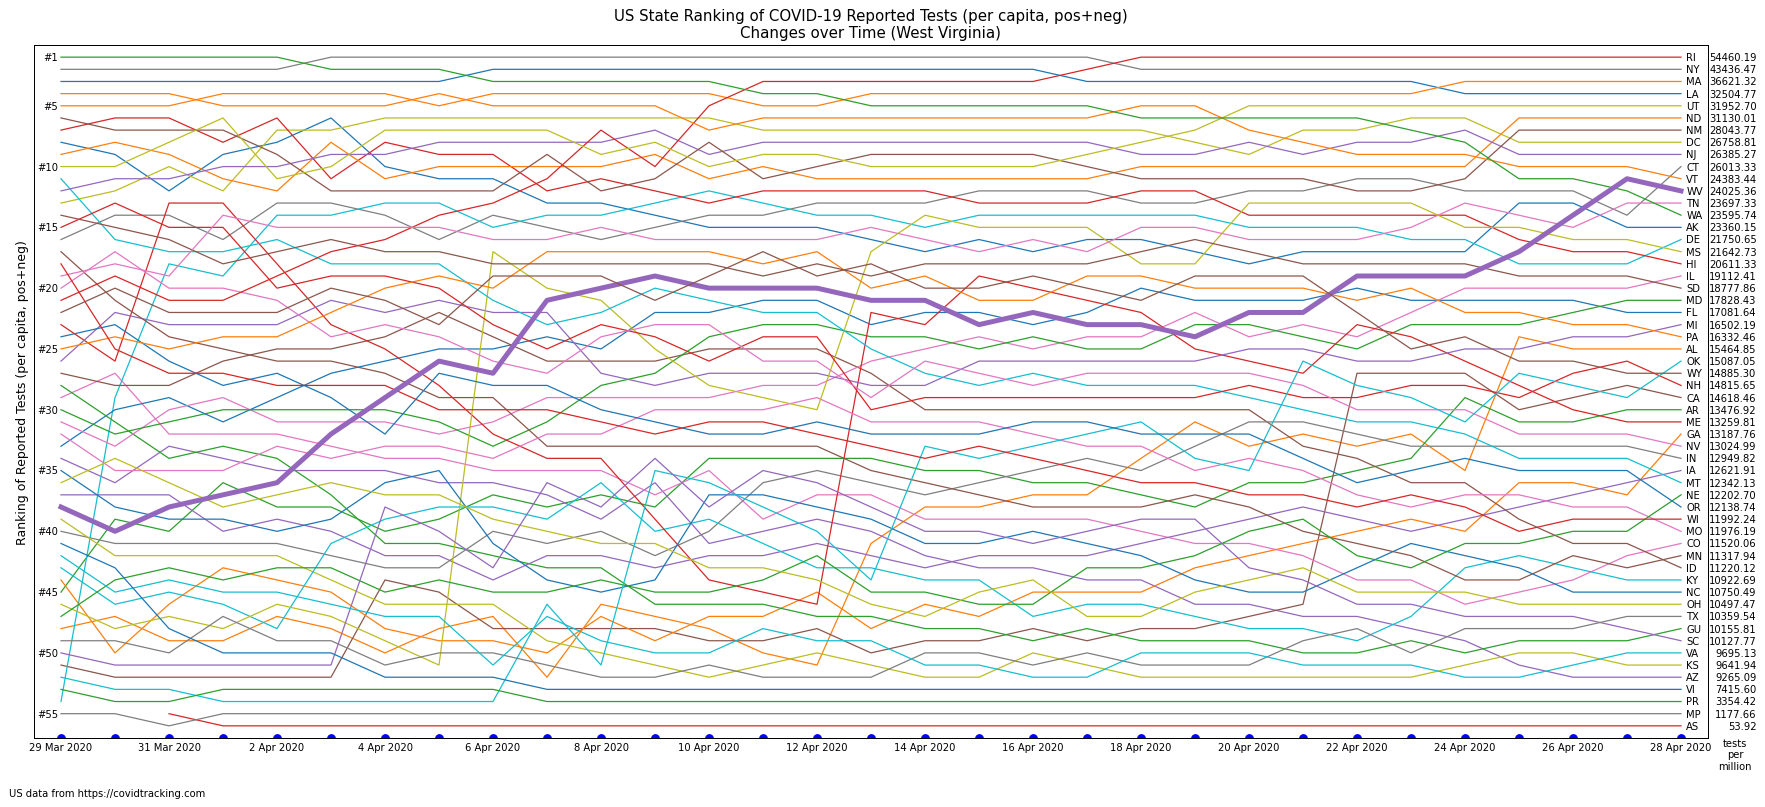 US State Ranking of COVID-19 Reported Tests (per capita, pos+neg)
Changes over Time (West Virginia)
Ranking of Reported Tests (per capita, pos+neg)
#1
#5
#10
#15
#20
#25
#30
#35
#40
#45
#50
#55
RI 54460.19
NY 43436.47
MA 36621.32
LA 32504.77
UT 31952.70
ND 31130.01
NM 28043.77
DC 26758.81
NJ 26385.27
CT 26013.33
VT 24383.44
WV 24025.36
TN 23697.33
WA 23595.74
AK 23360.15
DE 21750.65
MS 21642.73
HI 20611.33
IL 19112.41
SD 18777.86
MD 17828.43
FL 17081.64
MI 16502.19
PA 16332.46
AL 15464.85
OK 15087.05
WY 14885.30
NH 14815.65
CA 14618.46
AR 13476.92
ME 13259.81
GA 13187.76
NV 13024.99
IN 12949.82
IA 12621.91
MT 12342.13
NE 12202.70
OR 12138.74
WI 11992.24
MO 11976.19
CO 11520.06
MN 11317.94
ID 11220.12
KY 10922.69
NC 10750.49
OH 10497.47
TX 10359.54
GU 10155.81
SC 10127.77
VA 9695.13
KS 9641.94
AZ 9265.09
VI 7415.60
PR 3354.42
MP 1177.66
AS 53.92
29 Mar 2020 31 Mar 2020 2 Apr 2020 4 Apr 2020 6 Apr 2020 8 Apr 2020 10 Apr 2020 12 Apr 2020 14 Apr 2020 16 Apr 2020 18 Apr 2020 20 Apr 2020 22 Apr 2020 24 Apr 2020 26 Apr 2020 28 Apr 2020
tests
per
million
US data from https://covidtracking.com